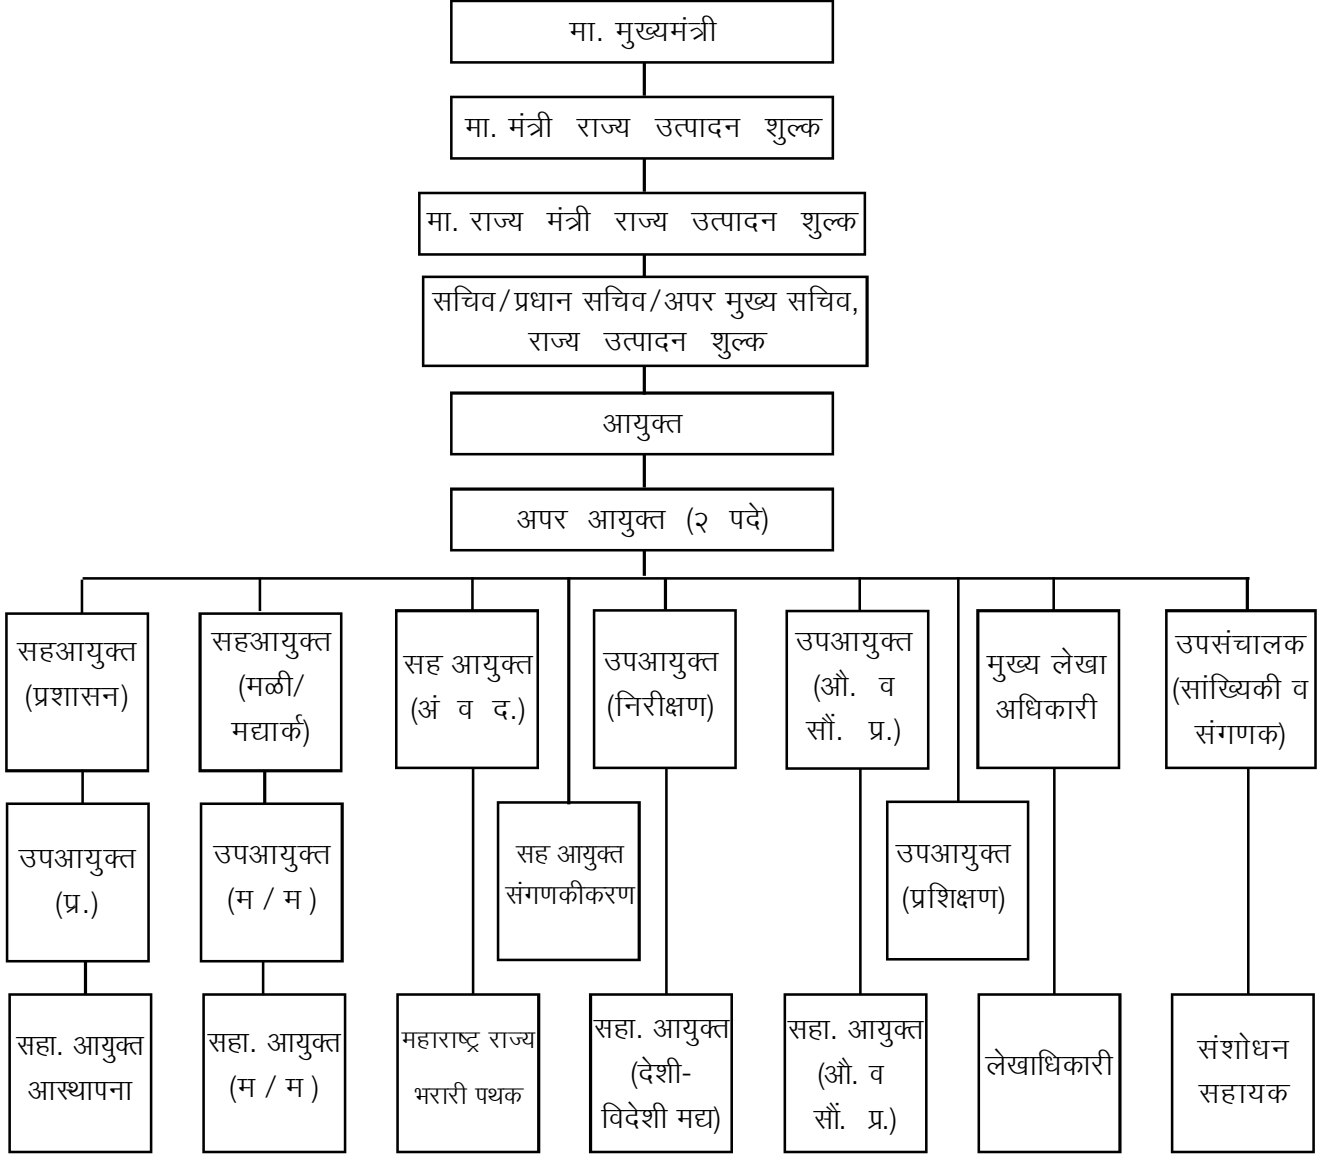 मा. मुख्यमंत्री
मा. मंत्री राज्य उत्पादन शुल्क
मा. राज्य मंत्री राज्य उत्पादन शुल्क
सचिव/प्रधान सचिव/अपर मुख्य सचिव,
राज्य उत्पादन शुल्क
आयुक्त
अपर आयुक्त (२ पदे)
सहआयुक्त
(प्रशासन)
सहआयुक्त
(मळी/
मद्यार्क)
सह आयुक्त
(अं व द.)
उपआयुक्त
(निरीक्षण)
उपआयुक्त
(औ. व
सौं. प्र.)
मुख्य लेखा
अधिकारी
उपसंचालक
(सांख्यिकी व
संगणक)
उपआयुक्त
(प्र.)
उपआयुक्त
(म / म )
सह आयुक्त
संगणकीकरण
उपआयुक्त
(प्रशिक्षण)
सहा. आयुक्त
आस्थापना
सहा. आयुक्त
(म / म )
महाराष्ट्र राज्य
भरारी पथक
सहा. आयुक्त
(देशी-
विदेशी मद्य)
सहा. आयुक्त
(औ. व
सौं. प्र.)
लेखाधिकारी
संशोधन
सहायक